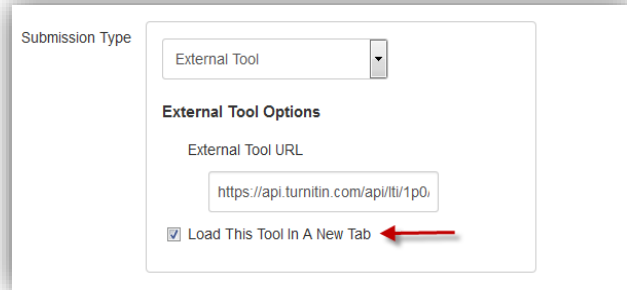 Submission Type
External Tool
External Tool Options
External Tool URL
https://api.turnitin.com/api/lti/1p0/
Load This Tool In A New Tab